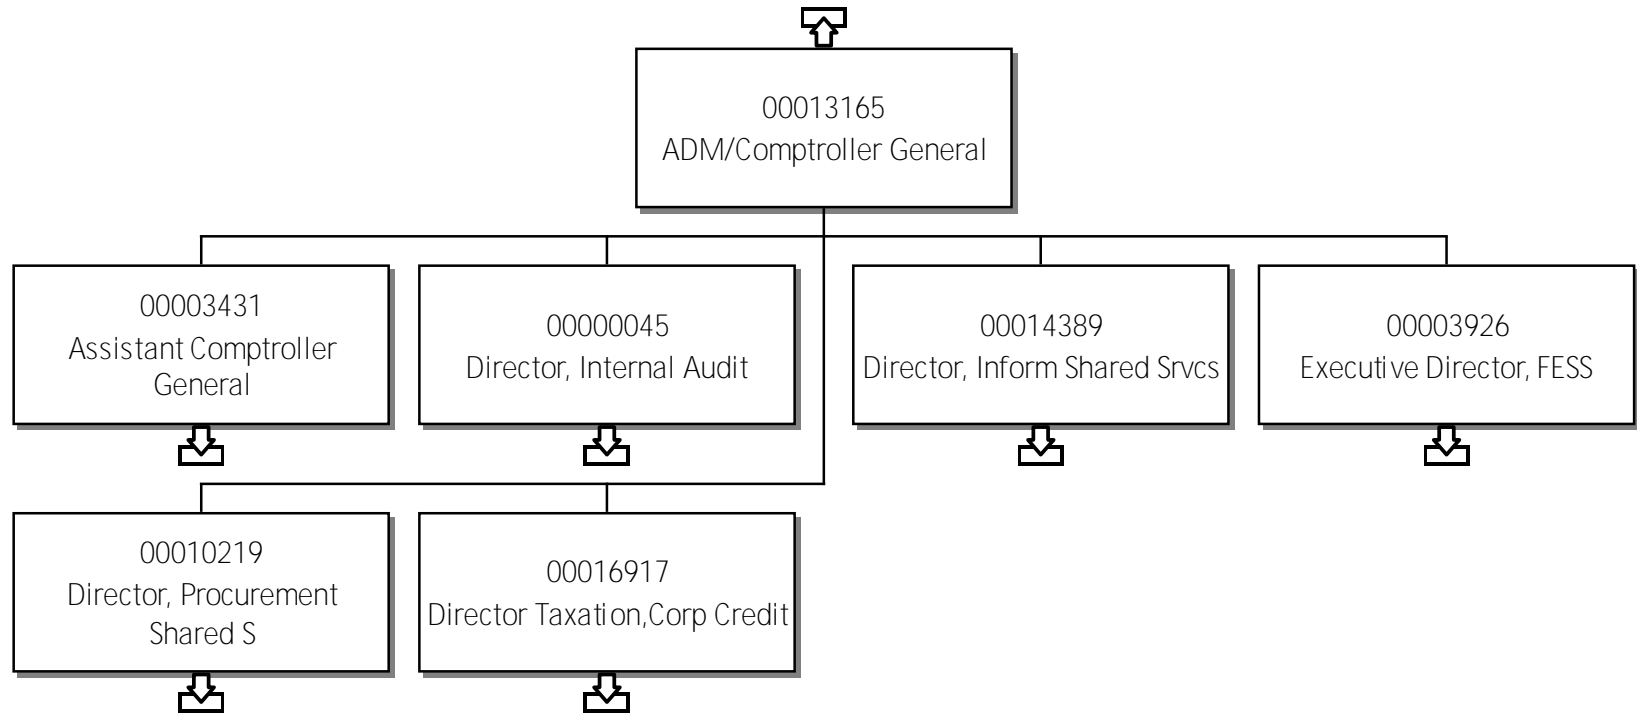 00013165
ADM/Comptroller General
00003431
Assistant Comptroller
General
00000045
Director, Internal Audit
00014389
Director, Inform Shared Srvcs
00003926
Executive Director, FESS
00010219
Director, Procurement
Shared S
00016917
Director Taxation,Corp Credit